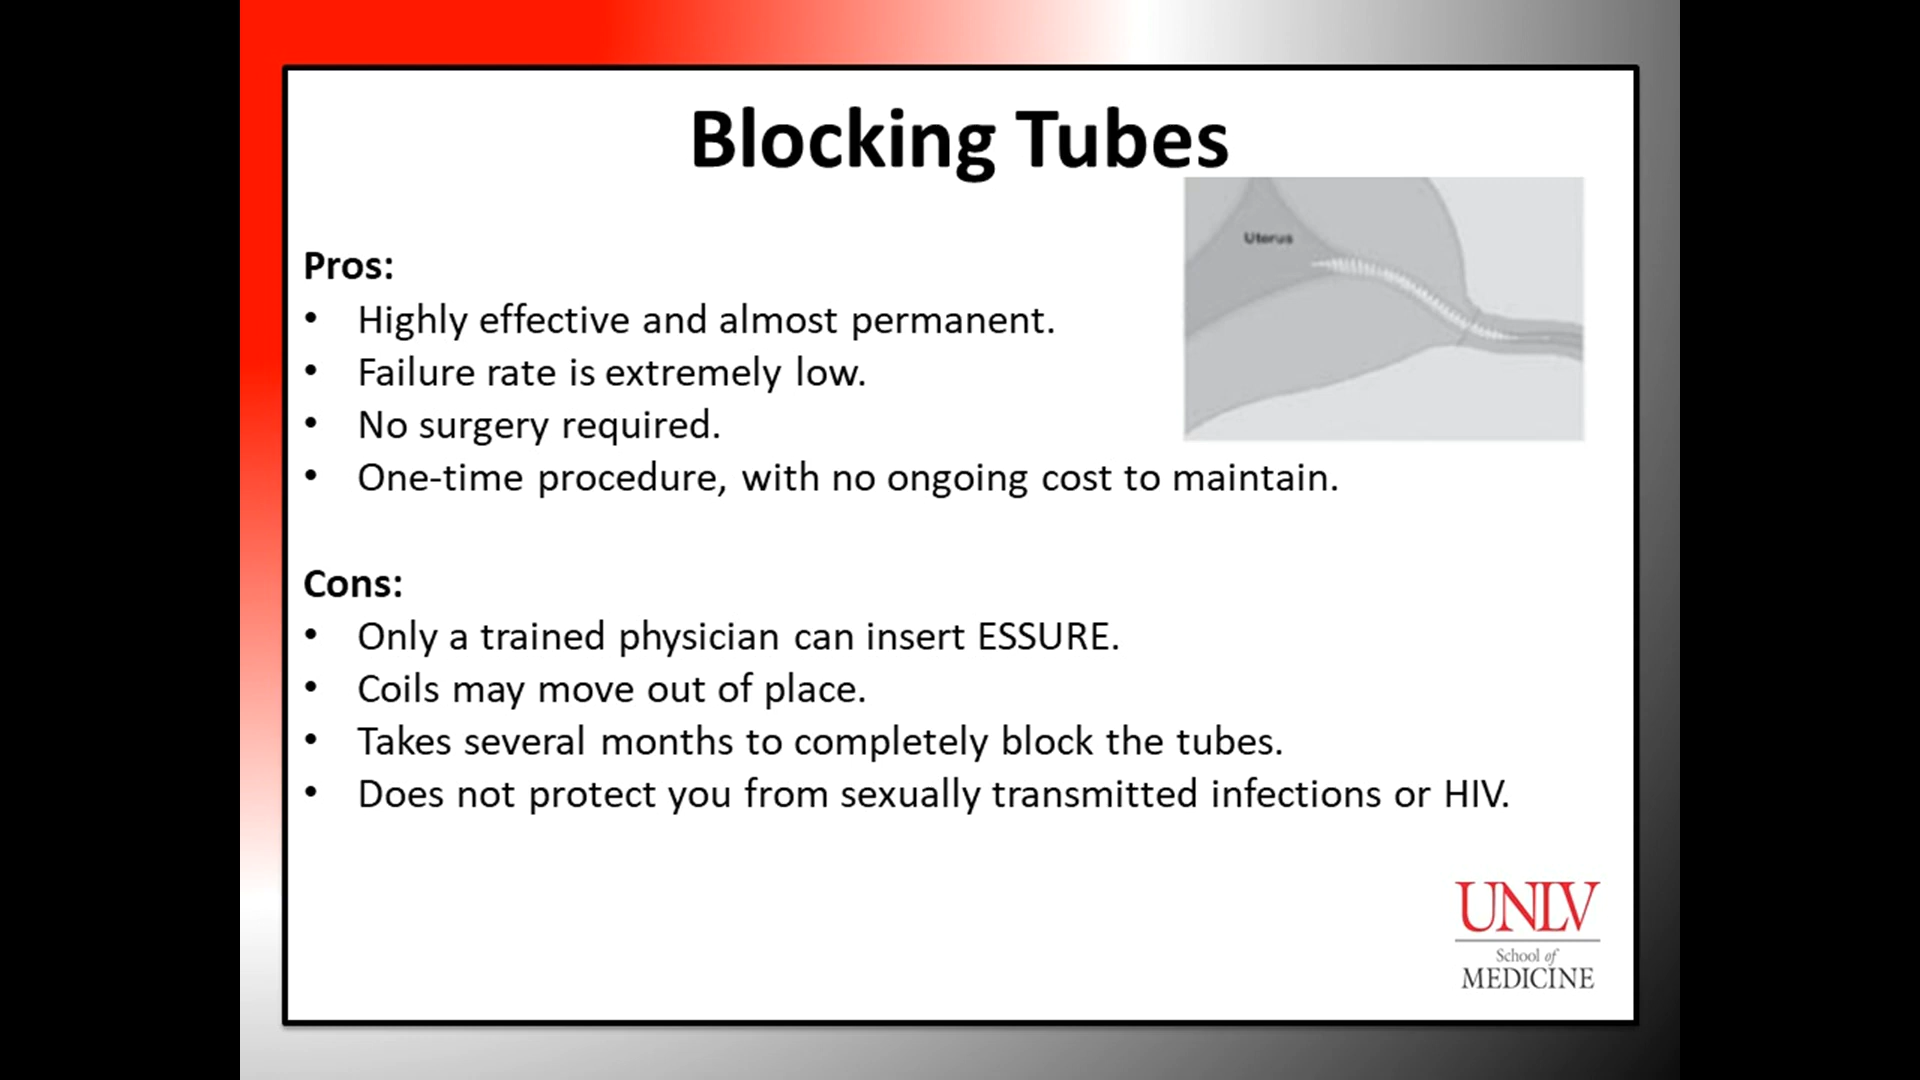 Blocking Tubes
Uterus
Pros:
• Highly effective and almost permanent.
• Failure rate is extremely low.
• No surgery required.
• One-time procedure, with no ongoing cost to maintain.
Cons:
• Only a trained physician can insert ESSURE.
• Coils may move out of place.
• Takes several months to completely block the tubes.
• Does not protect you from sexually transmitted infections or HIV.
UNLV
School of
MEDICINE